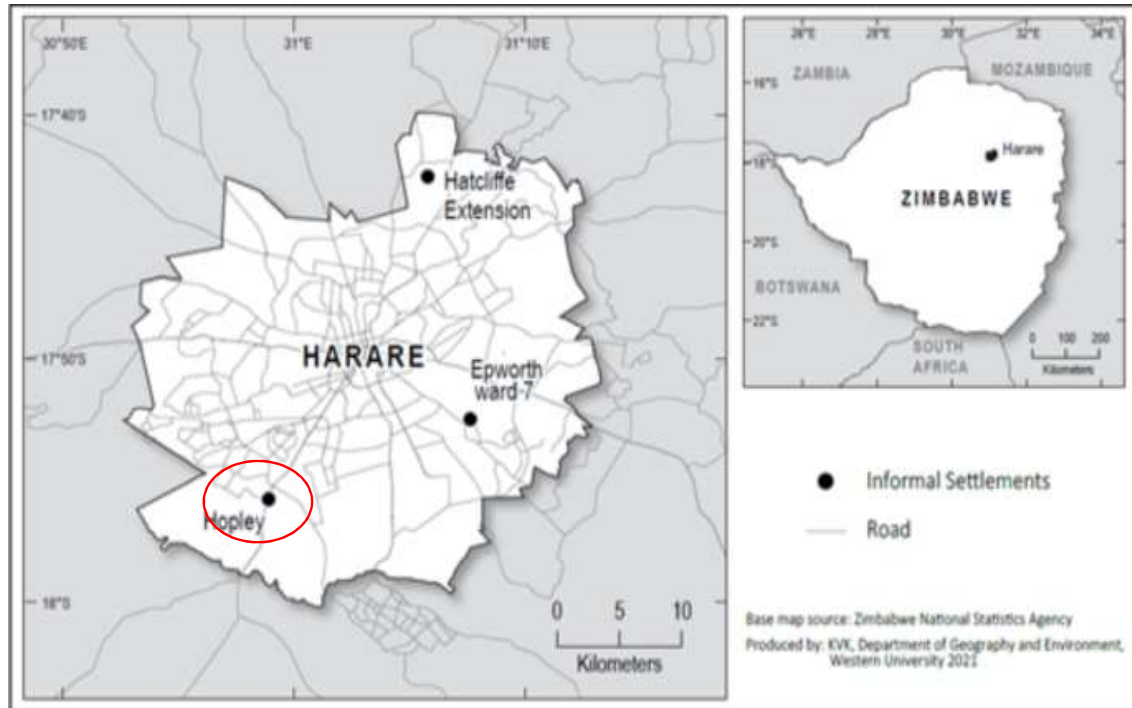 30°50'E
31°E
31°10'E
17°40'S
Hatcliffe
Extension
17°50'S
HARARE
Epworth
ward-7
Hopley
18°S
0 5 10
Kilometers
26°E 28°E 30°E 32°E 34°E
ZAMBIA
MOZAMBIQUE
16°S
Harare
18°S
ZIMBABWE
20°S
BOTSWANA
22°S
SOUTH
AFRICA
0 100 200
Kilometers
Informal Settlements
Road
Base map source: Zimbabwe National Statistics Agency
Produced by: KVK, Department of Geography and Environment,
Western University 2021